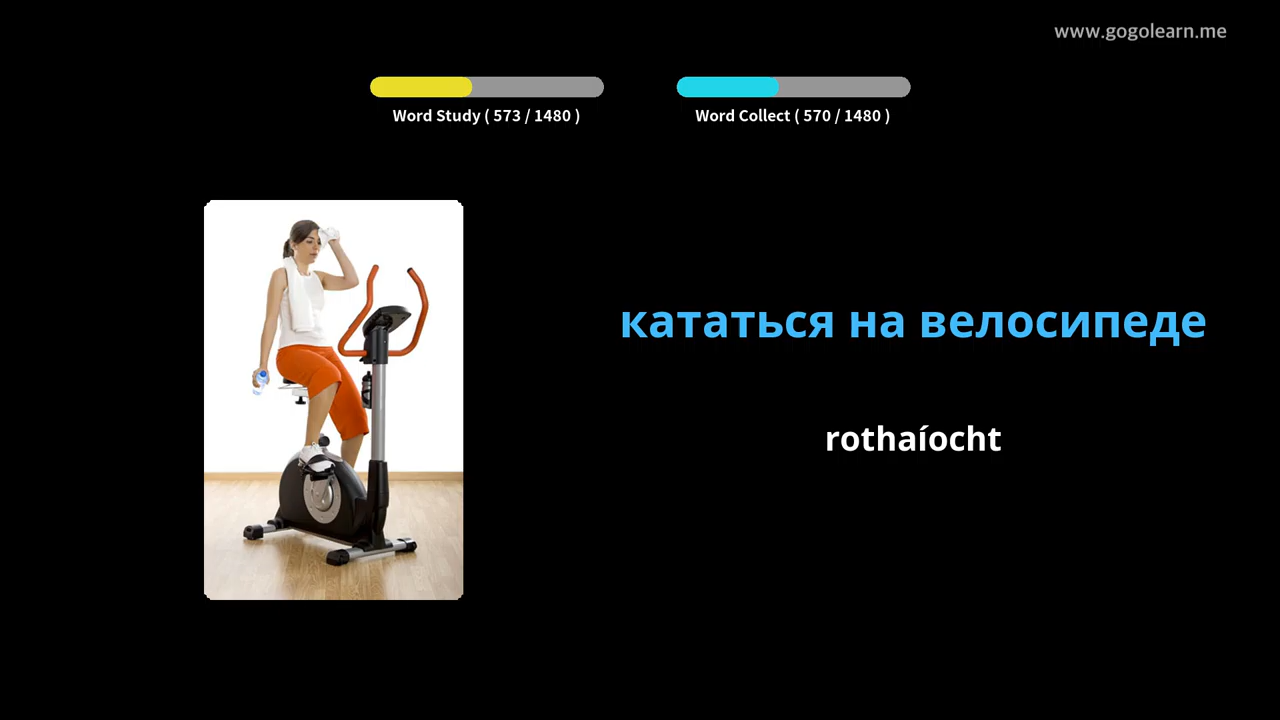 www.gogolearn.me
Word Study ( 573 / 1480 )
Word Collect ( 570 / 1480 )
кататься на велосипеде
rothaíocht